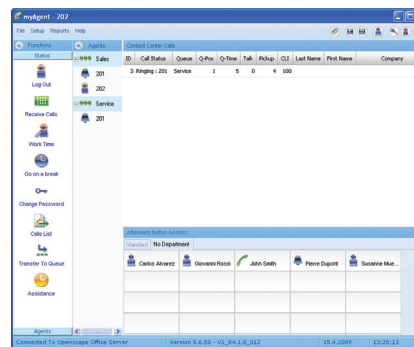 myAgent - 202
File Setup Reports Help
Functions
Status
Log Out
Receive Calls
Work Time
Go on a break
Change Password
Calls List
Transfer To Queue
Assistance
Agents
Agents
Sales
201
202
Service
201
Contact Center Calls
ID Call Status Queue Q-Pos Q-Time Talk Pickup CLI Last Name First Name Company
3 Ringing : 201 Service 1 5 0 4 100
Attendant Button Access
Standard No Department
Carlos Alvarez Giovanni Rossi John Smith Pierre Dupont Susanne Mue...
Connected To Openscape Office Server Version 5.6.50 - V1_R4.1.0_012 15.4.2009 13:25:13